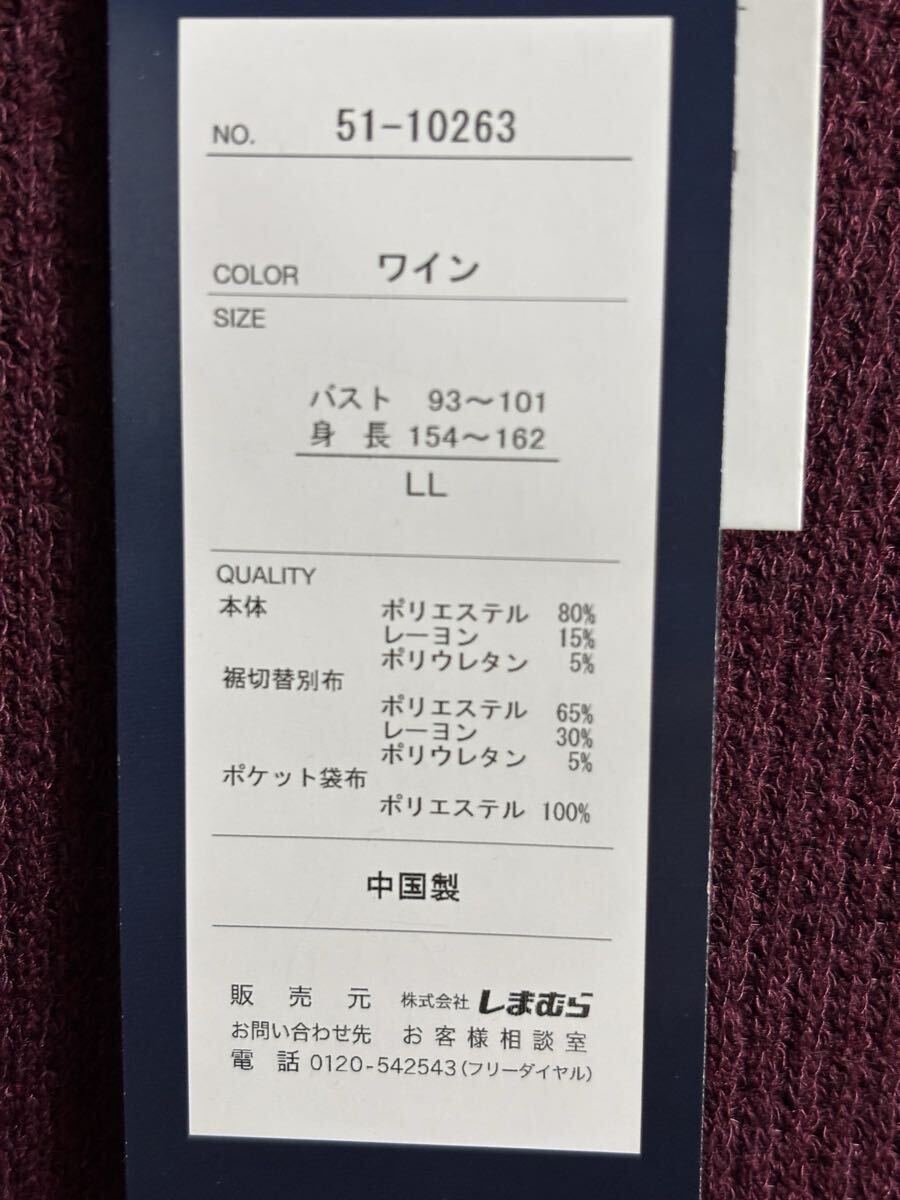 NO. 51-10263
COLOR ワイン
SIZE
バスト 93～101
身 長 154～162
LL
QUALITY
本体
ポリエステル 80%
レーヨン 15%
ポリウレタン 5%
裾切替別布
ポリエステル 65%
レーヨン 30%
ポリウレタン 5%
ポケット袋布
ポリエステル 100%
中国製
販 売 元 株式会社 しまむら
お問い合わせ先 お客様相談室
電 話 0120-542543(フリーダイヤル)